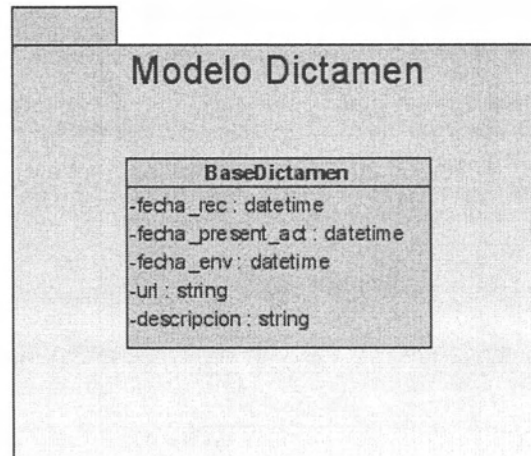 Modelo Dictamen
BaseDictamen
-fecha_rec : datetime
-fecha_present_act : datetime
-fecha_env : datetime
-url : string
-descripcion : string